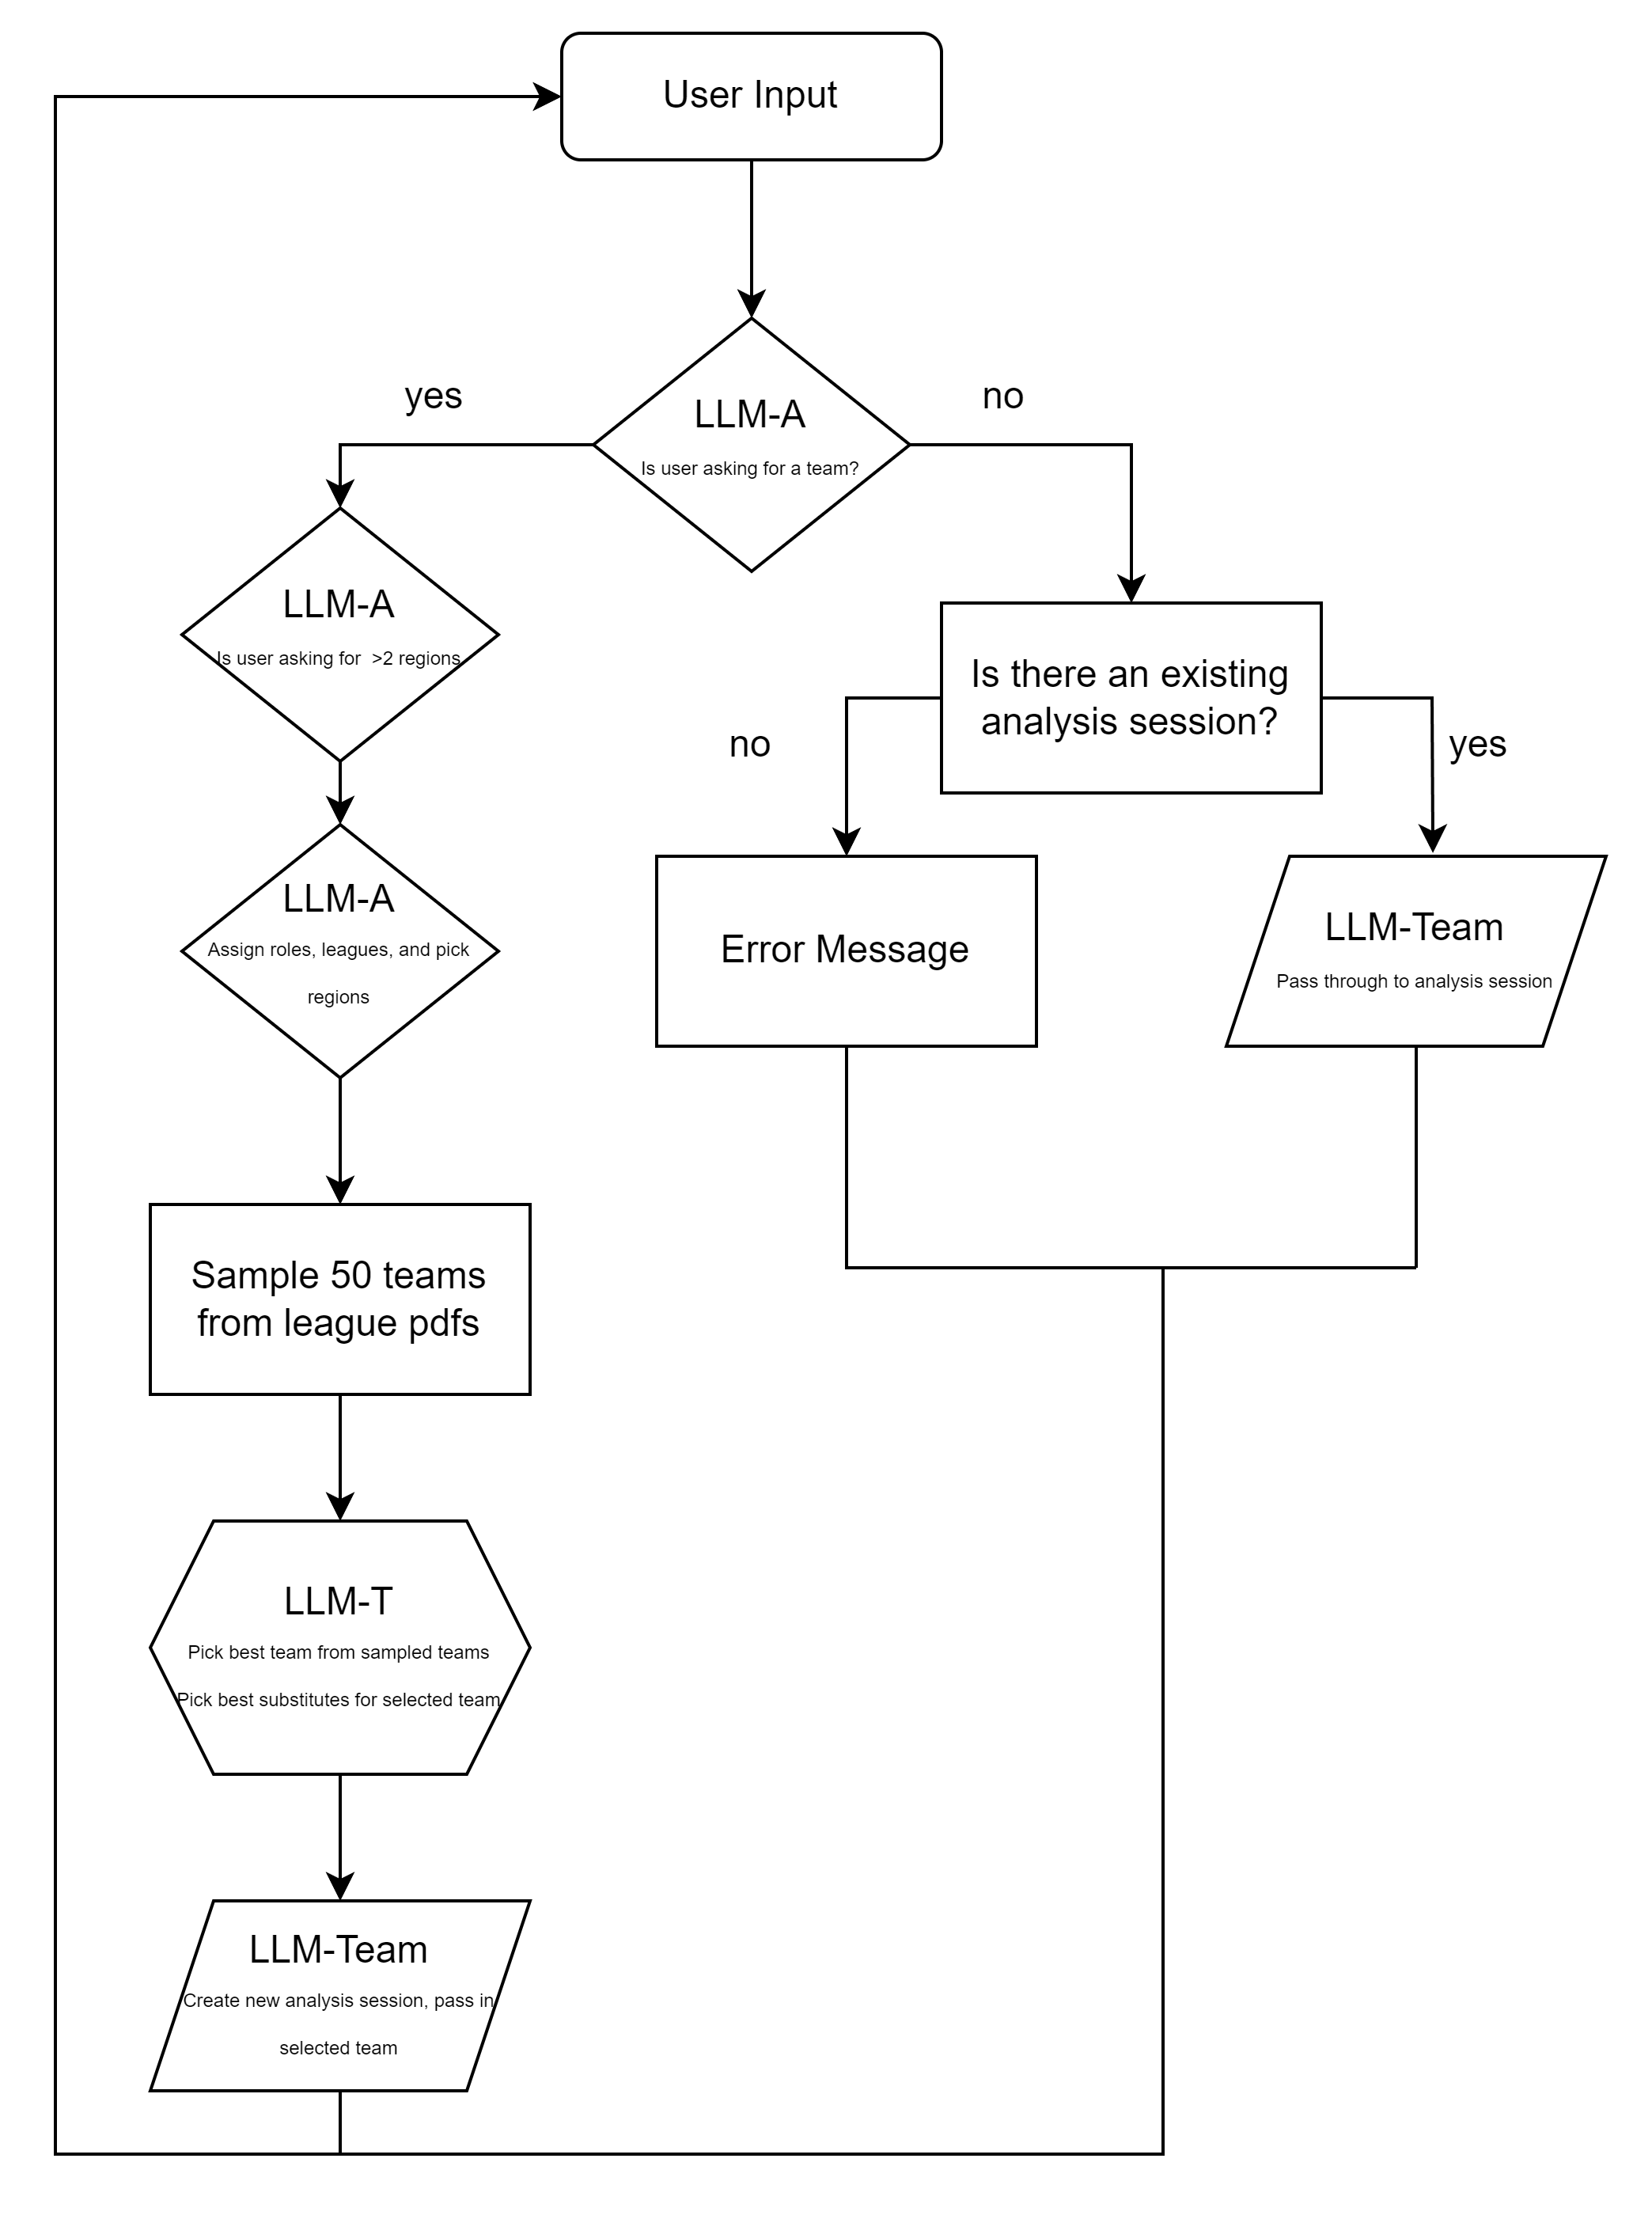 User Input
yes
no
LLM-A
Is user asking for a team?
LLM-A
Is user asking for  >2 regions
Is there an existing
analysis session?
no
yes
LLM-A
Assign roles, leagues, and pick
regions
Error Message
LLM-Team
Pass through to analysis session
Sample 50 teams
from league pdfs
LLM-T
Pick best team from sampled teams
Pick best substitutes for selected team
LLM-Team
Create new analysis session, pass in
selected team